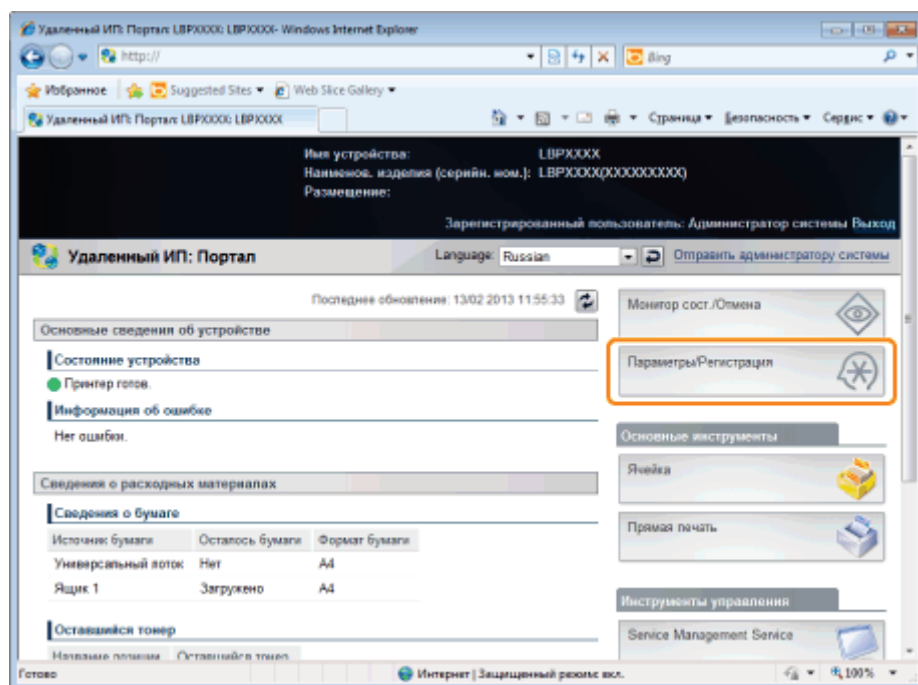 Удаленный ИП: Портал: LBPXXXX: LBPXXXX- Windows Internet Explorer
http://
Bing
Избранное Suggested Sites Web Slice Gallery
Удаленный ИП: Портал: LBPXXXX: LBPXXXX Страница Безопасность Сервис
Имя устройства: LBPXXXX
Наименов. изделия (серийн. ном.): LBPXXXX(XXXXXXXXX)
Размещение:
Зарегистрированный пользователь: Администратор системы Выход
Удаленный ИП: Портал Language: Russian Отправить администратору системы
Последнее обновление: 13/02 2013 11:55:33
Монитор сост./Отмена
Основные сведения об устройстве
Состояние устройства
Параметры/Регистрация
Принтер готов.
Информация об ошибке
Нет ошибки.
Основные инструменты
Ячейка
Сведения о расходных материалах
Сведения о бумаге
Прямая печать
Источник бумаги Осталось бумаги Формат бумаги
Универсальный лоток Нет A4
Ящик 1 Загружено A4
Инструменты управления
Оставшийся тонер
Service Management Service
Название позиции Оставшийся тонер
Готово Интернет | Защищенный режим: вкл. 100%